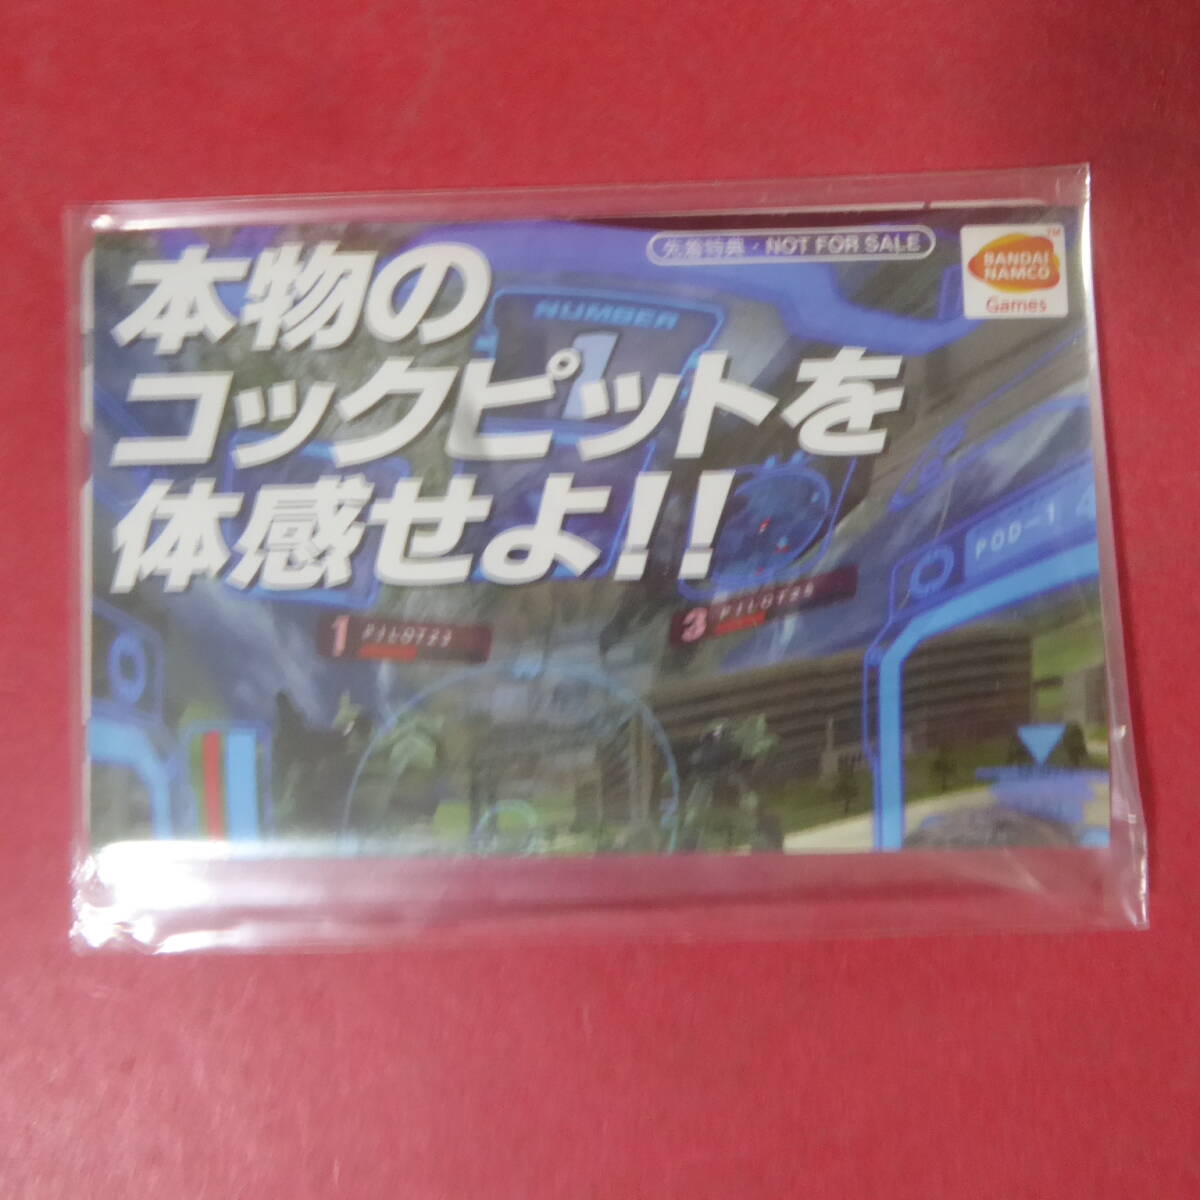 先着特典・NOT FOR SALE
BANDAI
NAMCO
Games
本物の
コックピットを
体感せよ!!
NUMBER
1
POD-1
1
3